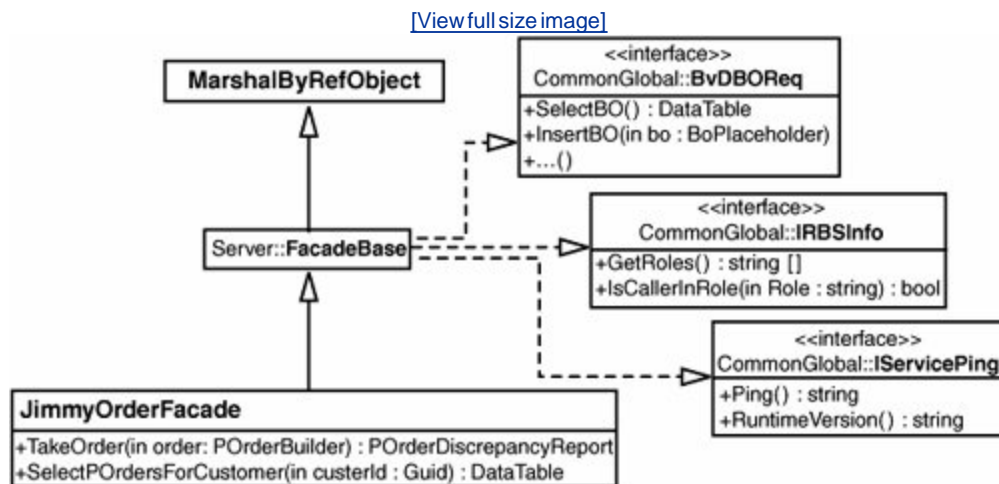 [View full size image]
MarshalByRefObject
<<interface>>
CommonGlobal::BvDBOReq
+SelectBO() : DataTable
+InsertBO(in bo : BoPlaceholder)
+...()
<<interface>>
CommonGlobal::IRBSInfo
+GetRoles() : string []
+IsCallerInRole(in Role : string) : bool
Server::FacadeBase
<<interface>>
CommonGlobal::IServicePing
+Ping() : string
+RuntimeVersion() : string
JimmyOrderFacade
+TakeOrder(in order: POrderBuilder) : POrderDiscrepancyReport
+SelectPOrdersForCustomer(in custerId : Guid) : DataTable